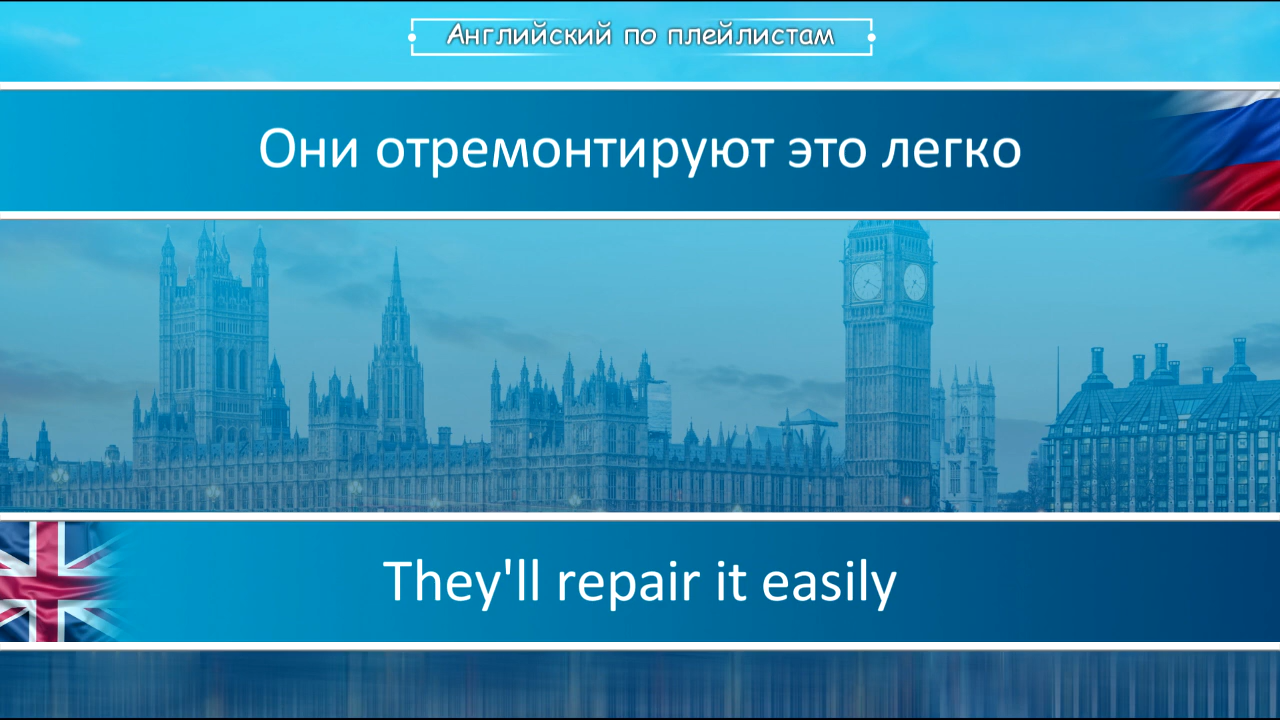 Английский по плейлистам
Они отремонтируют это легко
They'll repair it easily